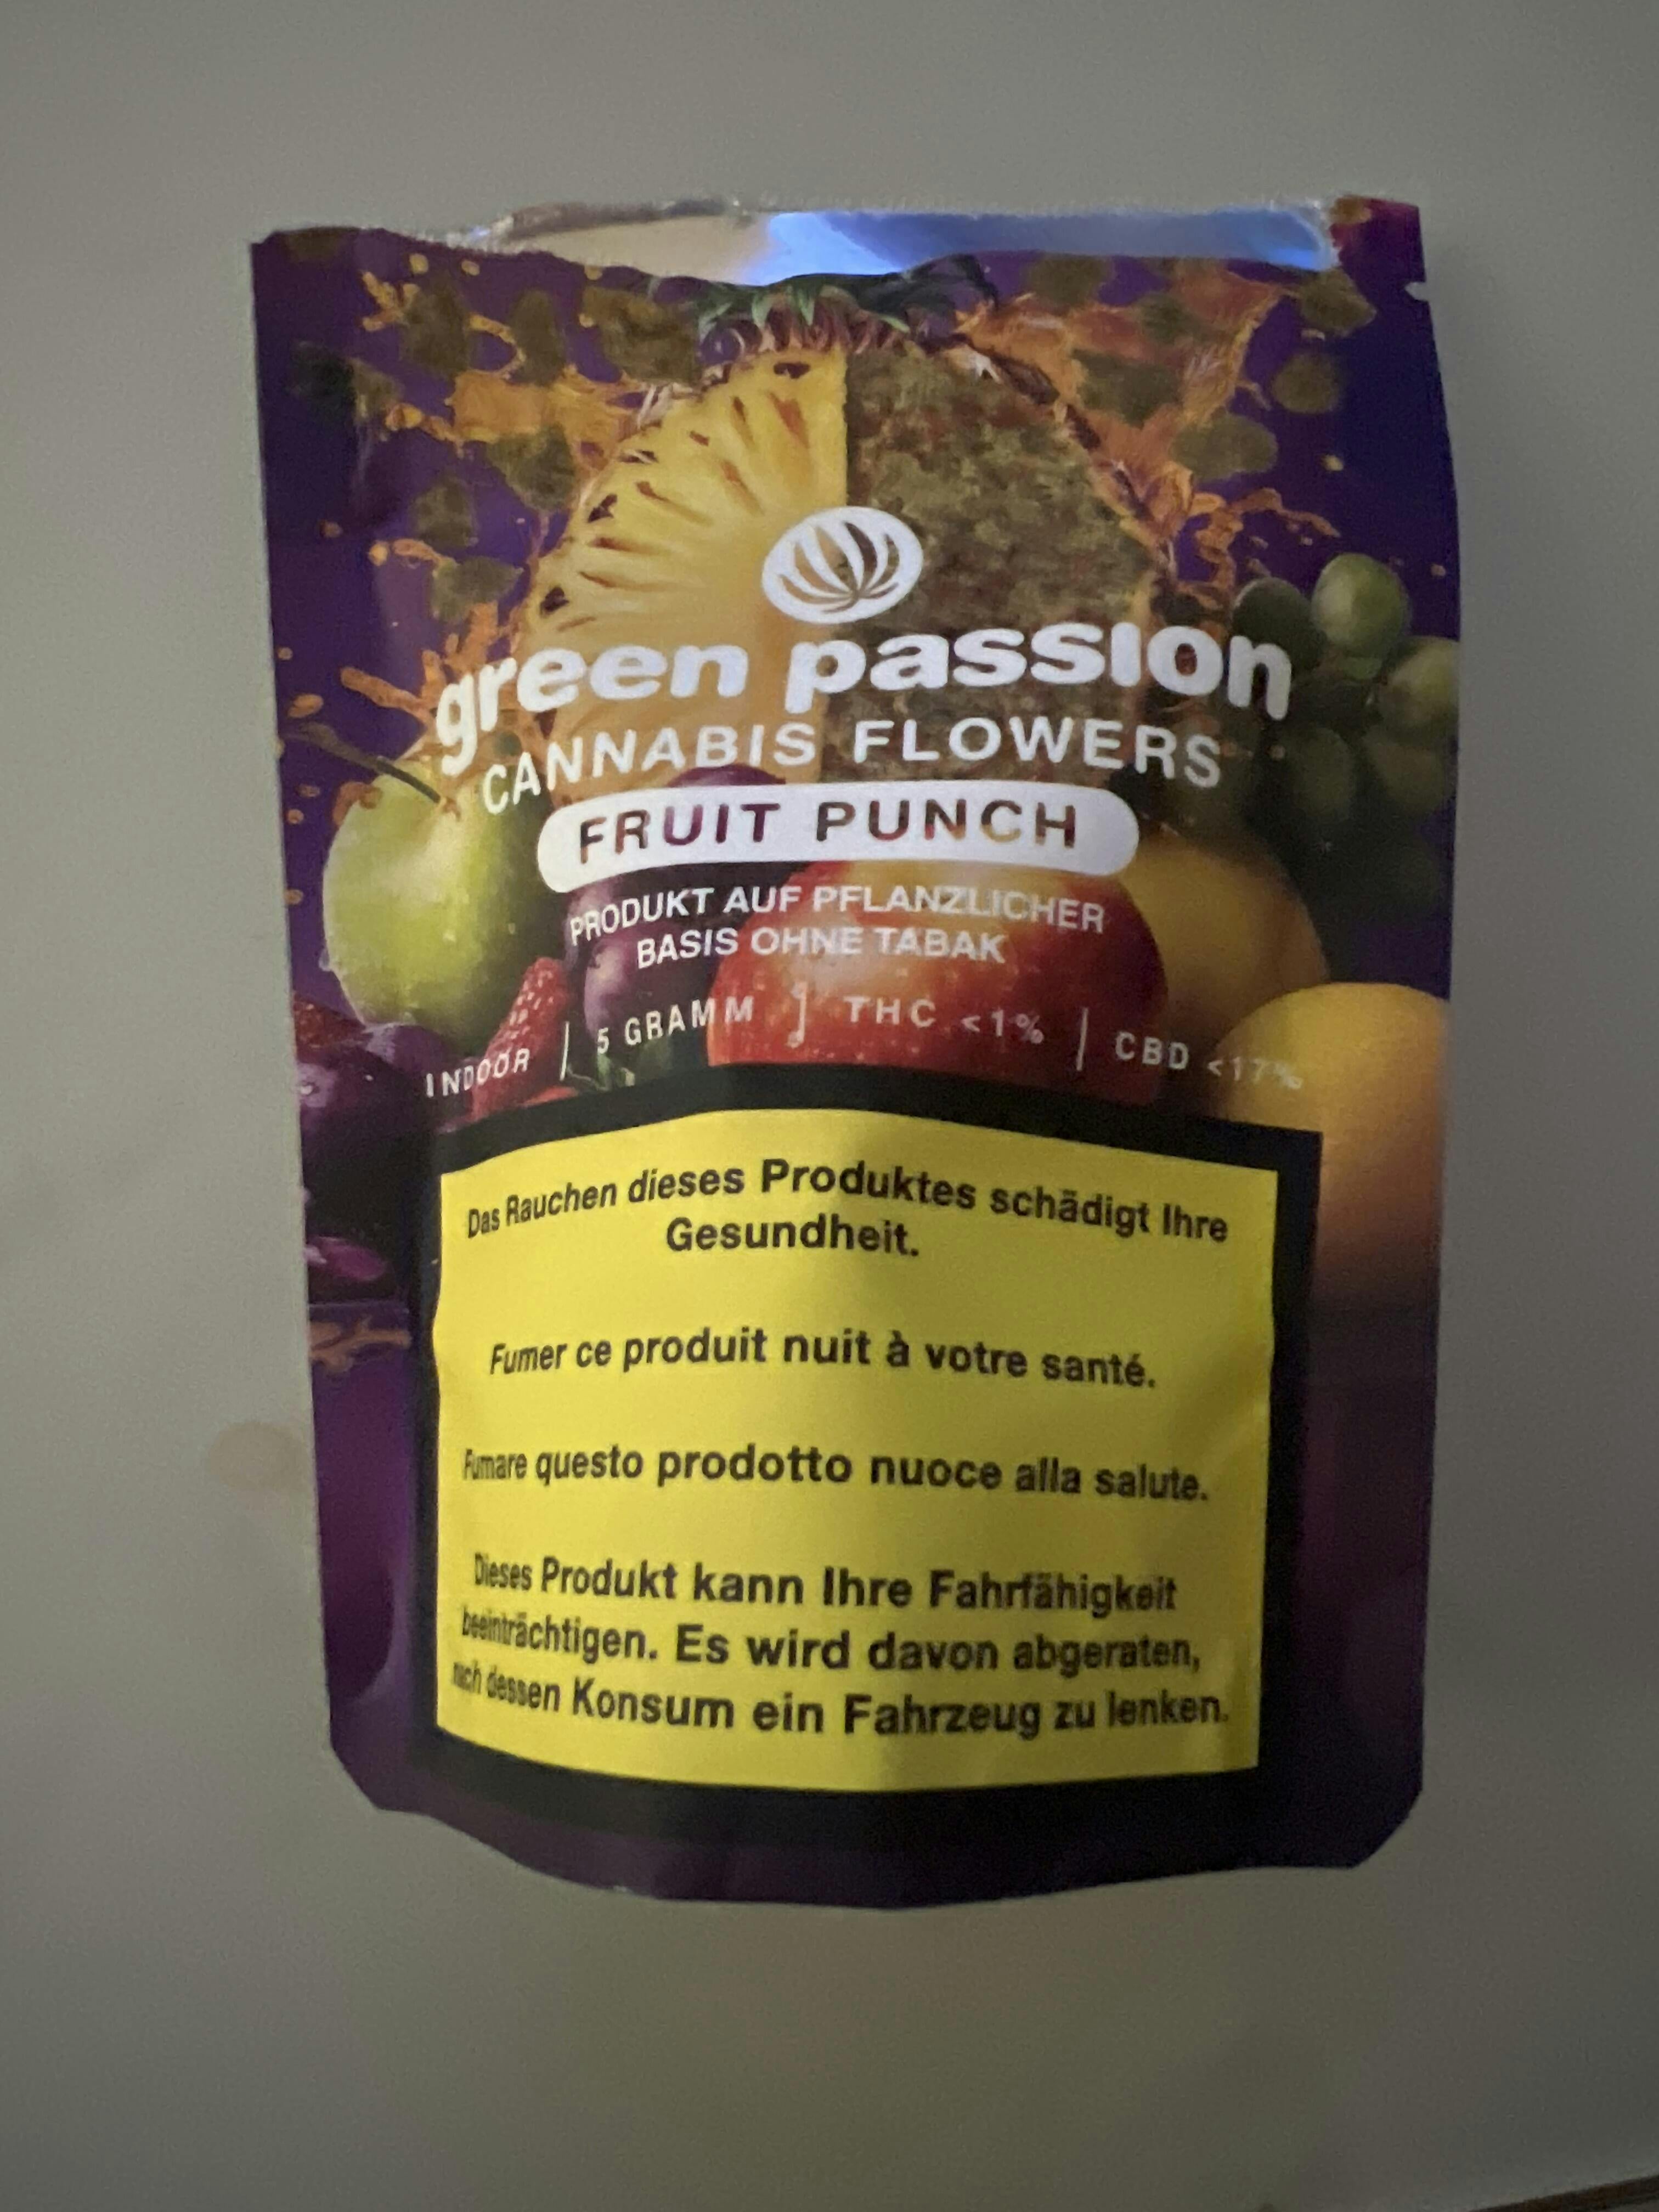 green passion
CANNABIS FLOWERS
FRUIT PUNCH
PRODUKT AUF PFLANZLICHER
BASIS OHNE TABAK
INDOOR | 5 GRAMM | THC <1% | CBD <17%
Das Rauchen dieses Produktes schädigt Ihre
Gesundheit.
Fumer ce produit nuit à votre santé.
Fumare questo prodotto nuoce alla salute.
Dieses Produkt kann Ihre Fahrfähigkeit
beeinträchtigen. Es wird davon abgeraten,
nach dessen Konsum ein Fahrzeug zu lenken.